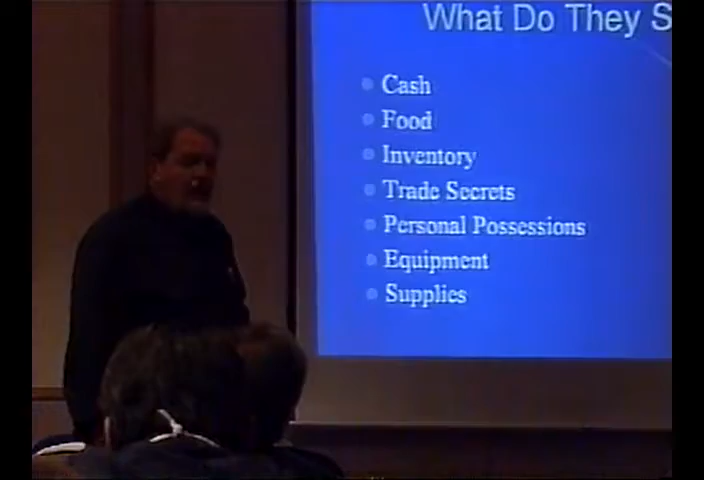 What Do They S
Cash
Food
Inventory
Trade Secrets
Personal Possessions
Equipment
Supplies